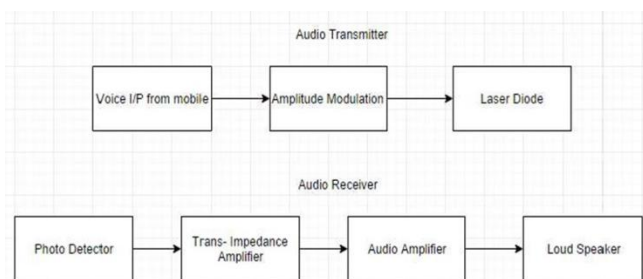 Audio Transmitter
Voice I/P from mobile
Amplitude Modulation
Laser Diode
Audio Receiver
Photo Detector
Trans- Impedance
Amplifier
Audio Amplifier
Loud Speaker